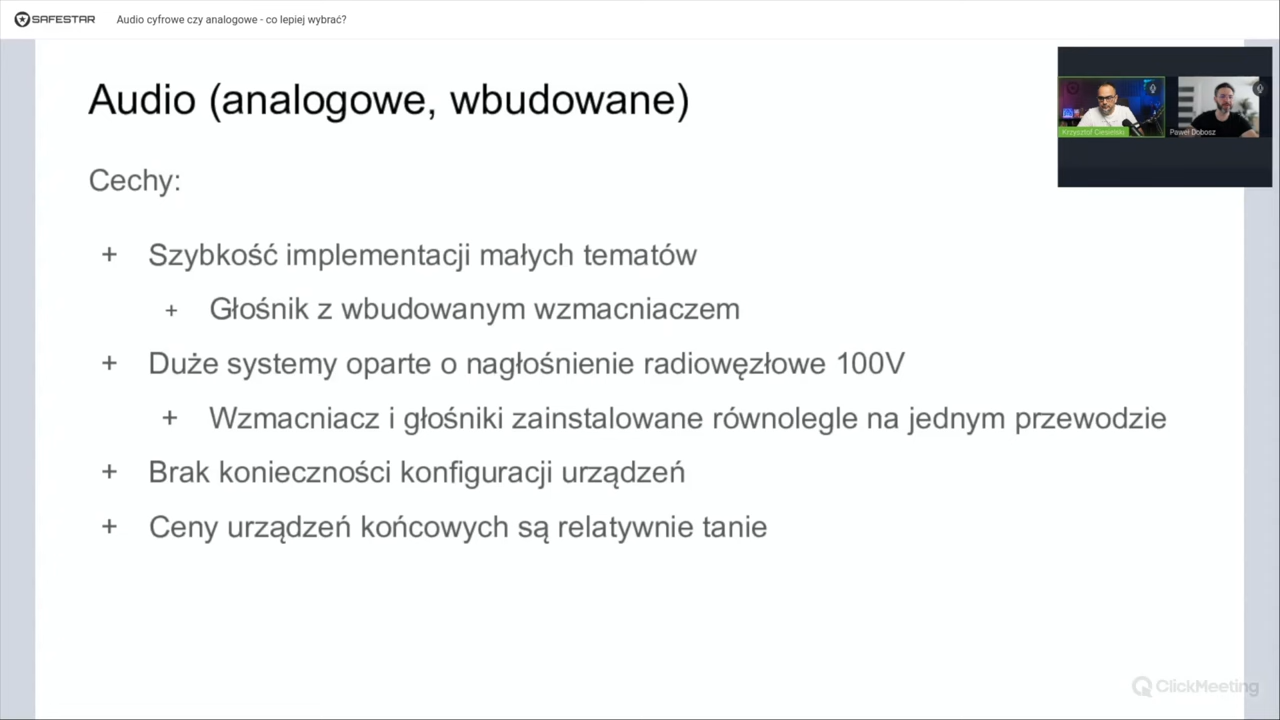 SAFESTAR
Audio cyfrowe czy analogowe - co lepiej wybrać?
Audio (analogowe, wbudowane)
Cechy:
+ Szybkość implementacji małych tematów
+ Głośnik z wbudowanym wzmacniaczem
+ Duże systemy oparte o nagłośnienie radiowęzłowe 100V
+ Wzmacniacz i głośniki zainstalowane równolegle na jednym przewodzie
+ Brak konieczności konfiguracji urządzeń
+ Ceny urządzeń końcowych są relatywnie tanie
Krzysztof Ciesielski
Paweł Dobosz
ClickMeeting